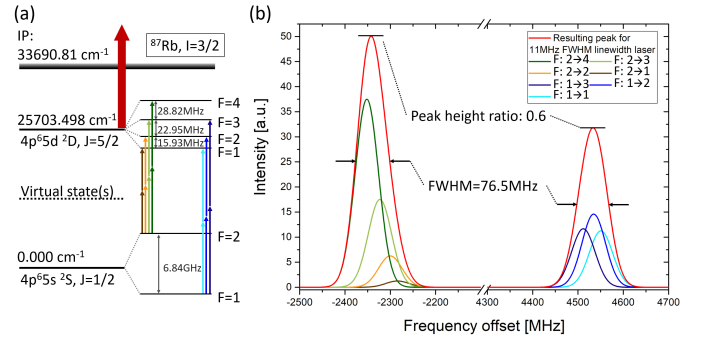 (a)
IP:
33690.81 cm⁻¹
⁸⁷Rb, I=3/2
F=4
28.82MHz
25703.498 cm⁻¹
F=3
22.95MHz
F=2
4p⁶5d ²D, J=5/2
15.93MHz
F=1
Virtual state(s)
F=2
0.000 cm⁻¹
6.84GHz
4p⁶5s ²S, J=1/2
F=1
(b)
50
45
40
35
30
25
20
15
10
5
0
Intensity [a.u.]
Resulting peak for
11MHz FWHM linewidth laser
F: 2→4
F: 2→3
F: 2→2
F: 2→1
F: 1→3
F: 1→2
F: 1→1
Peak height ratio: 0.6
FWHM=76.5MHz
-2500 -2400 -2300 -2200 4300 4400 4500 4600 4700
Frequency offset [MHz]